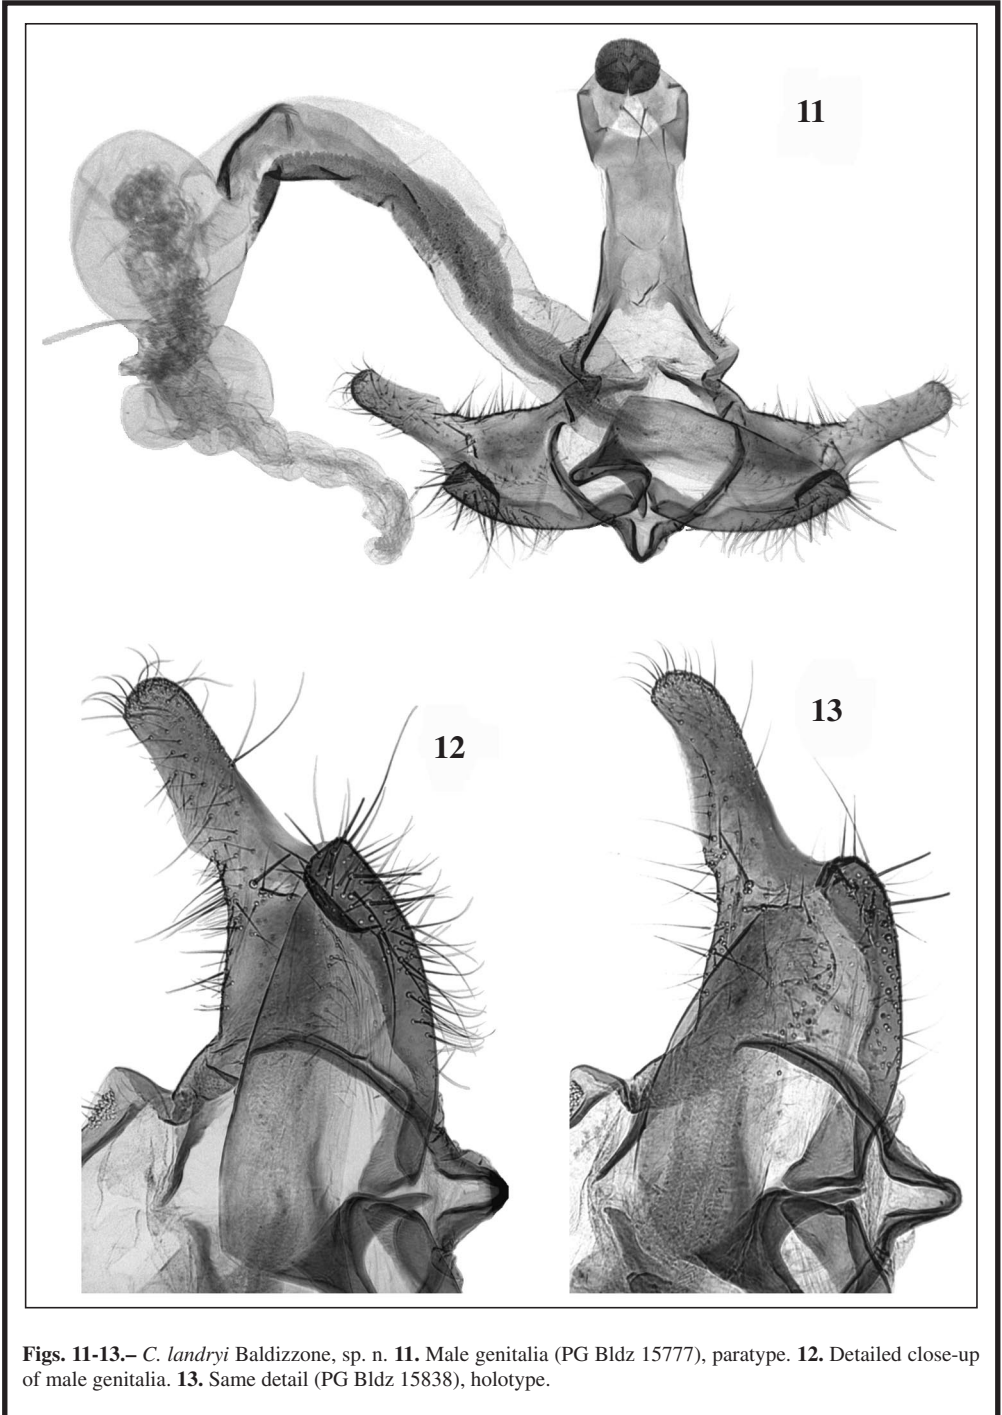 11
12
13
Figs. 11-13.– C. landryi Baldizzone, sp. n. 11. Male genitalia (PG Bldz 15777), paratype. 12. Detailed close-up
of male genitalia. 13. Same detail (PG Bldz 15838), holotype.